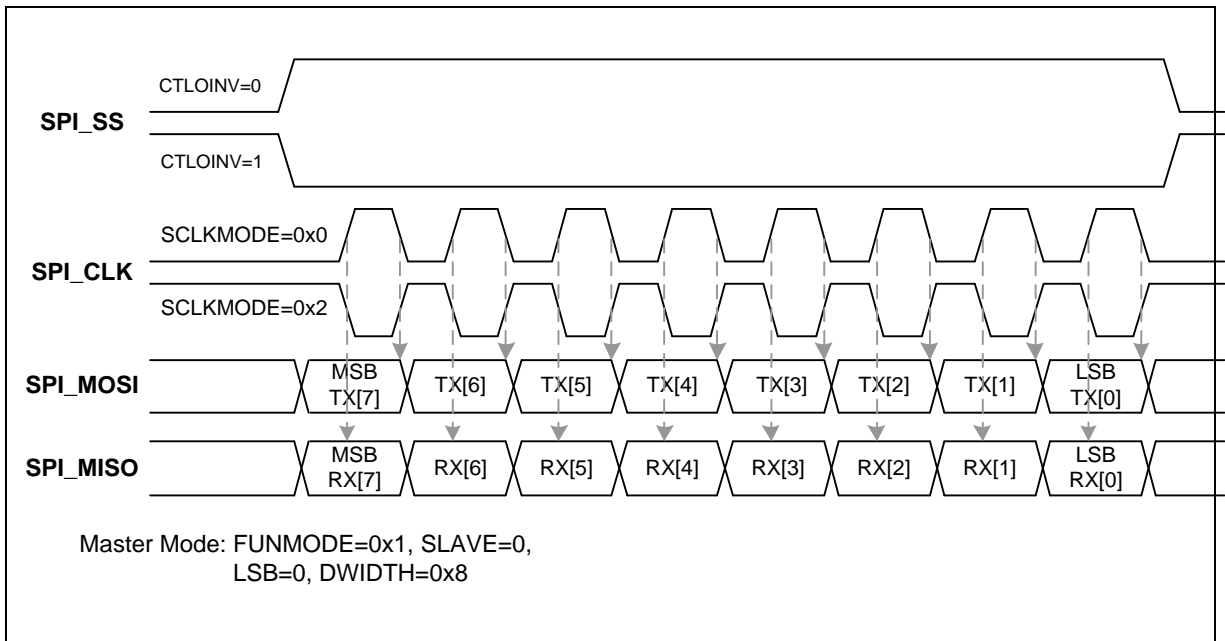 CTLOINV=0
SPI_SS
CTLOINV=1
SCLKMODE=0x0
SPI_CLK
SCLKMODE=0x2
SPI_MOSI
MSB
TX[7]
TX[6]
TX[5]
TX[4]
TX[3]
TX[2]
TX[1]
LSB
TX[0]
SPI_MISO
MSB
RX[7]
RX[6]
RX[5]
RX[4]
RX[3]
RX[2]
RX[1]
LSB
RX[0]
Master Mode: FUNMODE=0x1, SLAVE=0,
LSB=0, DWIDTH=0x8